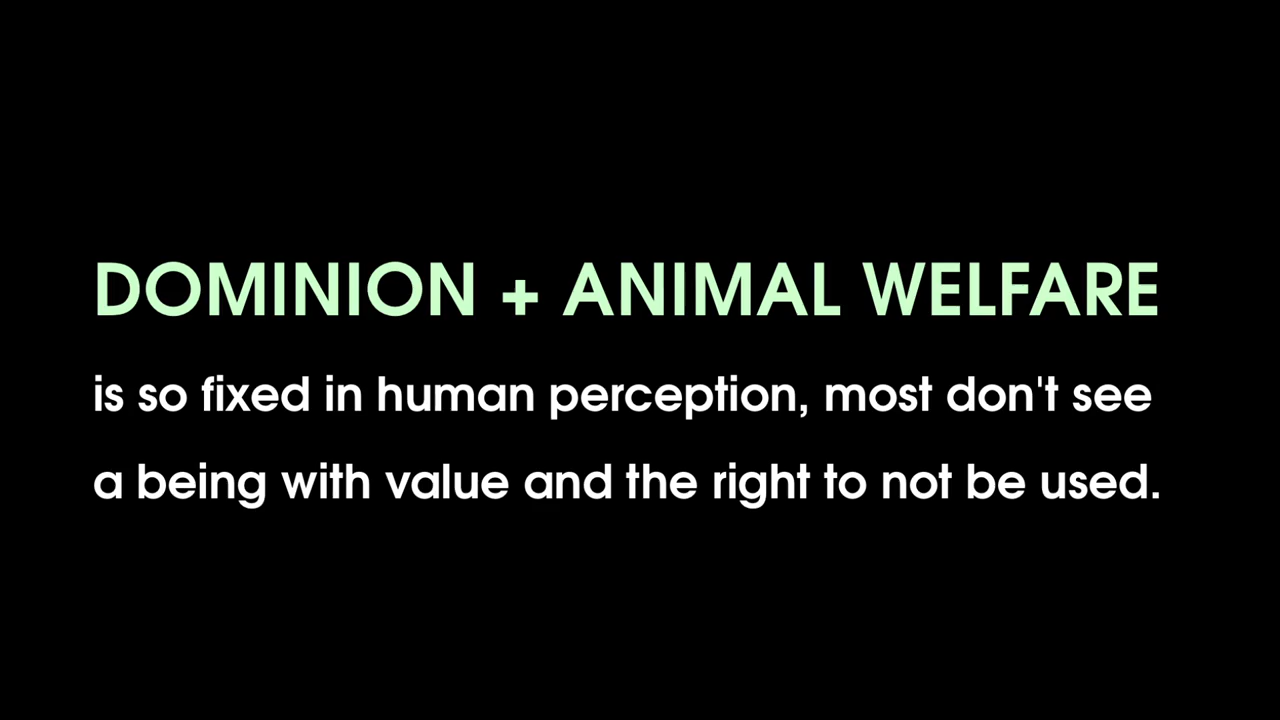 DOMINION + ANIMAL WELFARE
is so fixed in human perception, most don't see
a being with value and the right to not be used.